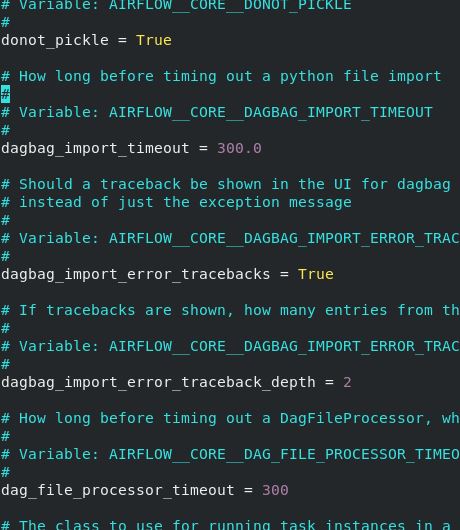 # Variable: AIRFLOW__CORE__DONOT_PICKLE
#
donot_pickle = True
# How long before timing out a python file import
#
# Variable: AIRFLOW__CORE__DAGBAG_IMPORT_TIMEOUT
#
dagbag_import_timeout = 300.0
# Should a traceback be shown in the UI for dagbag
# instead of just the exception message
#
# Variable: AIRFLOW__CORE__DAGBAG_IMPORT_ERROR_TRAC
#
dagbag_import_error_tracebacks = True
# If tracebacks are shown, how many entries from th
#
# Variable: AIRFLOW__CORE__DAGBAG_IMPORT_ERROR_TRAC
#
dagbag_import_error_traceback_depth = 2
# How long before timing out a DagFileProcessor, wh
#
# Variable: AIRFLOW__CORE__DAG_FILE_PROCESSOR_TIMEO
#
dag_file_processor_timeout = 300
# The class to use for running task instances in a